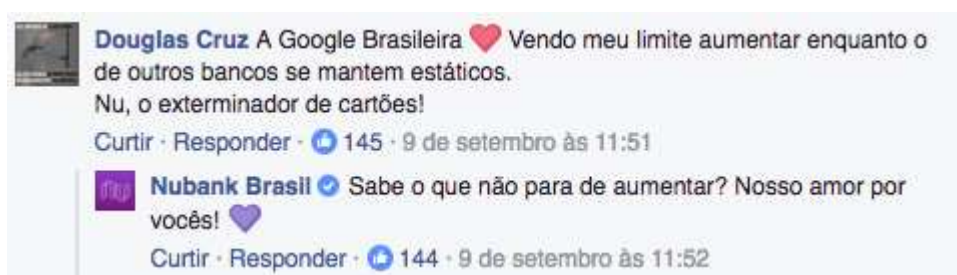 Douglas Cruz A Google Brasileira ❤ Vendo meu limite aumentar enquanto o
de outros bancos se mantem estáticos.
Nu, o exterminador de cartões!
Curtir · Responder · 145 · 9 de setembro às 11:51
Nubank Brasil Sabe o que não para de aumentar? Nosso amor por
vocês! 💜
Curtir · Responder · 144 · 9 de setembro às 11:52